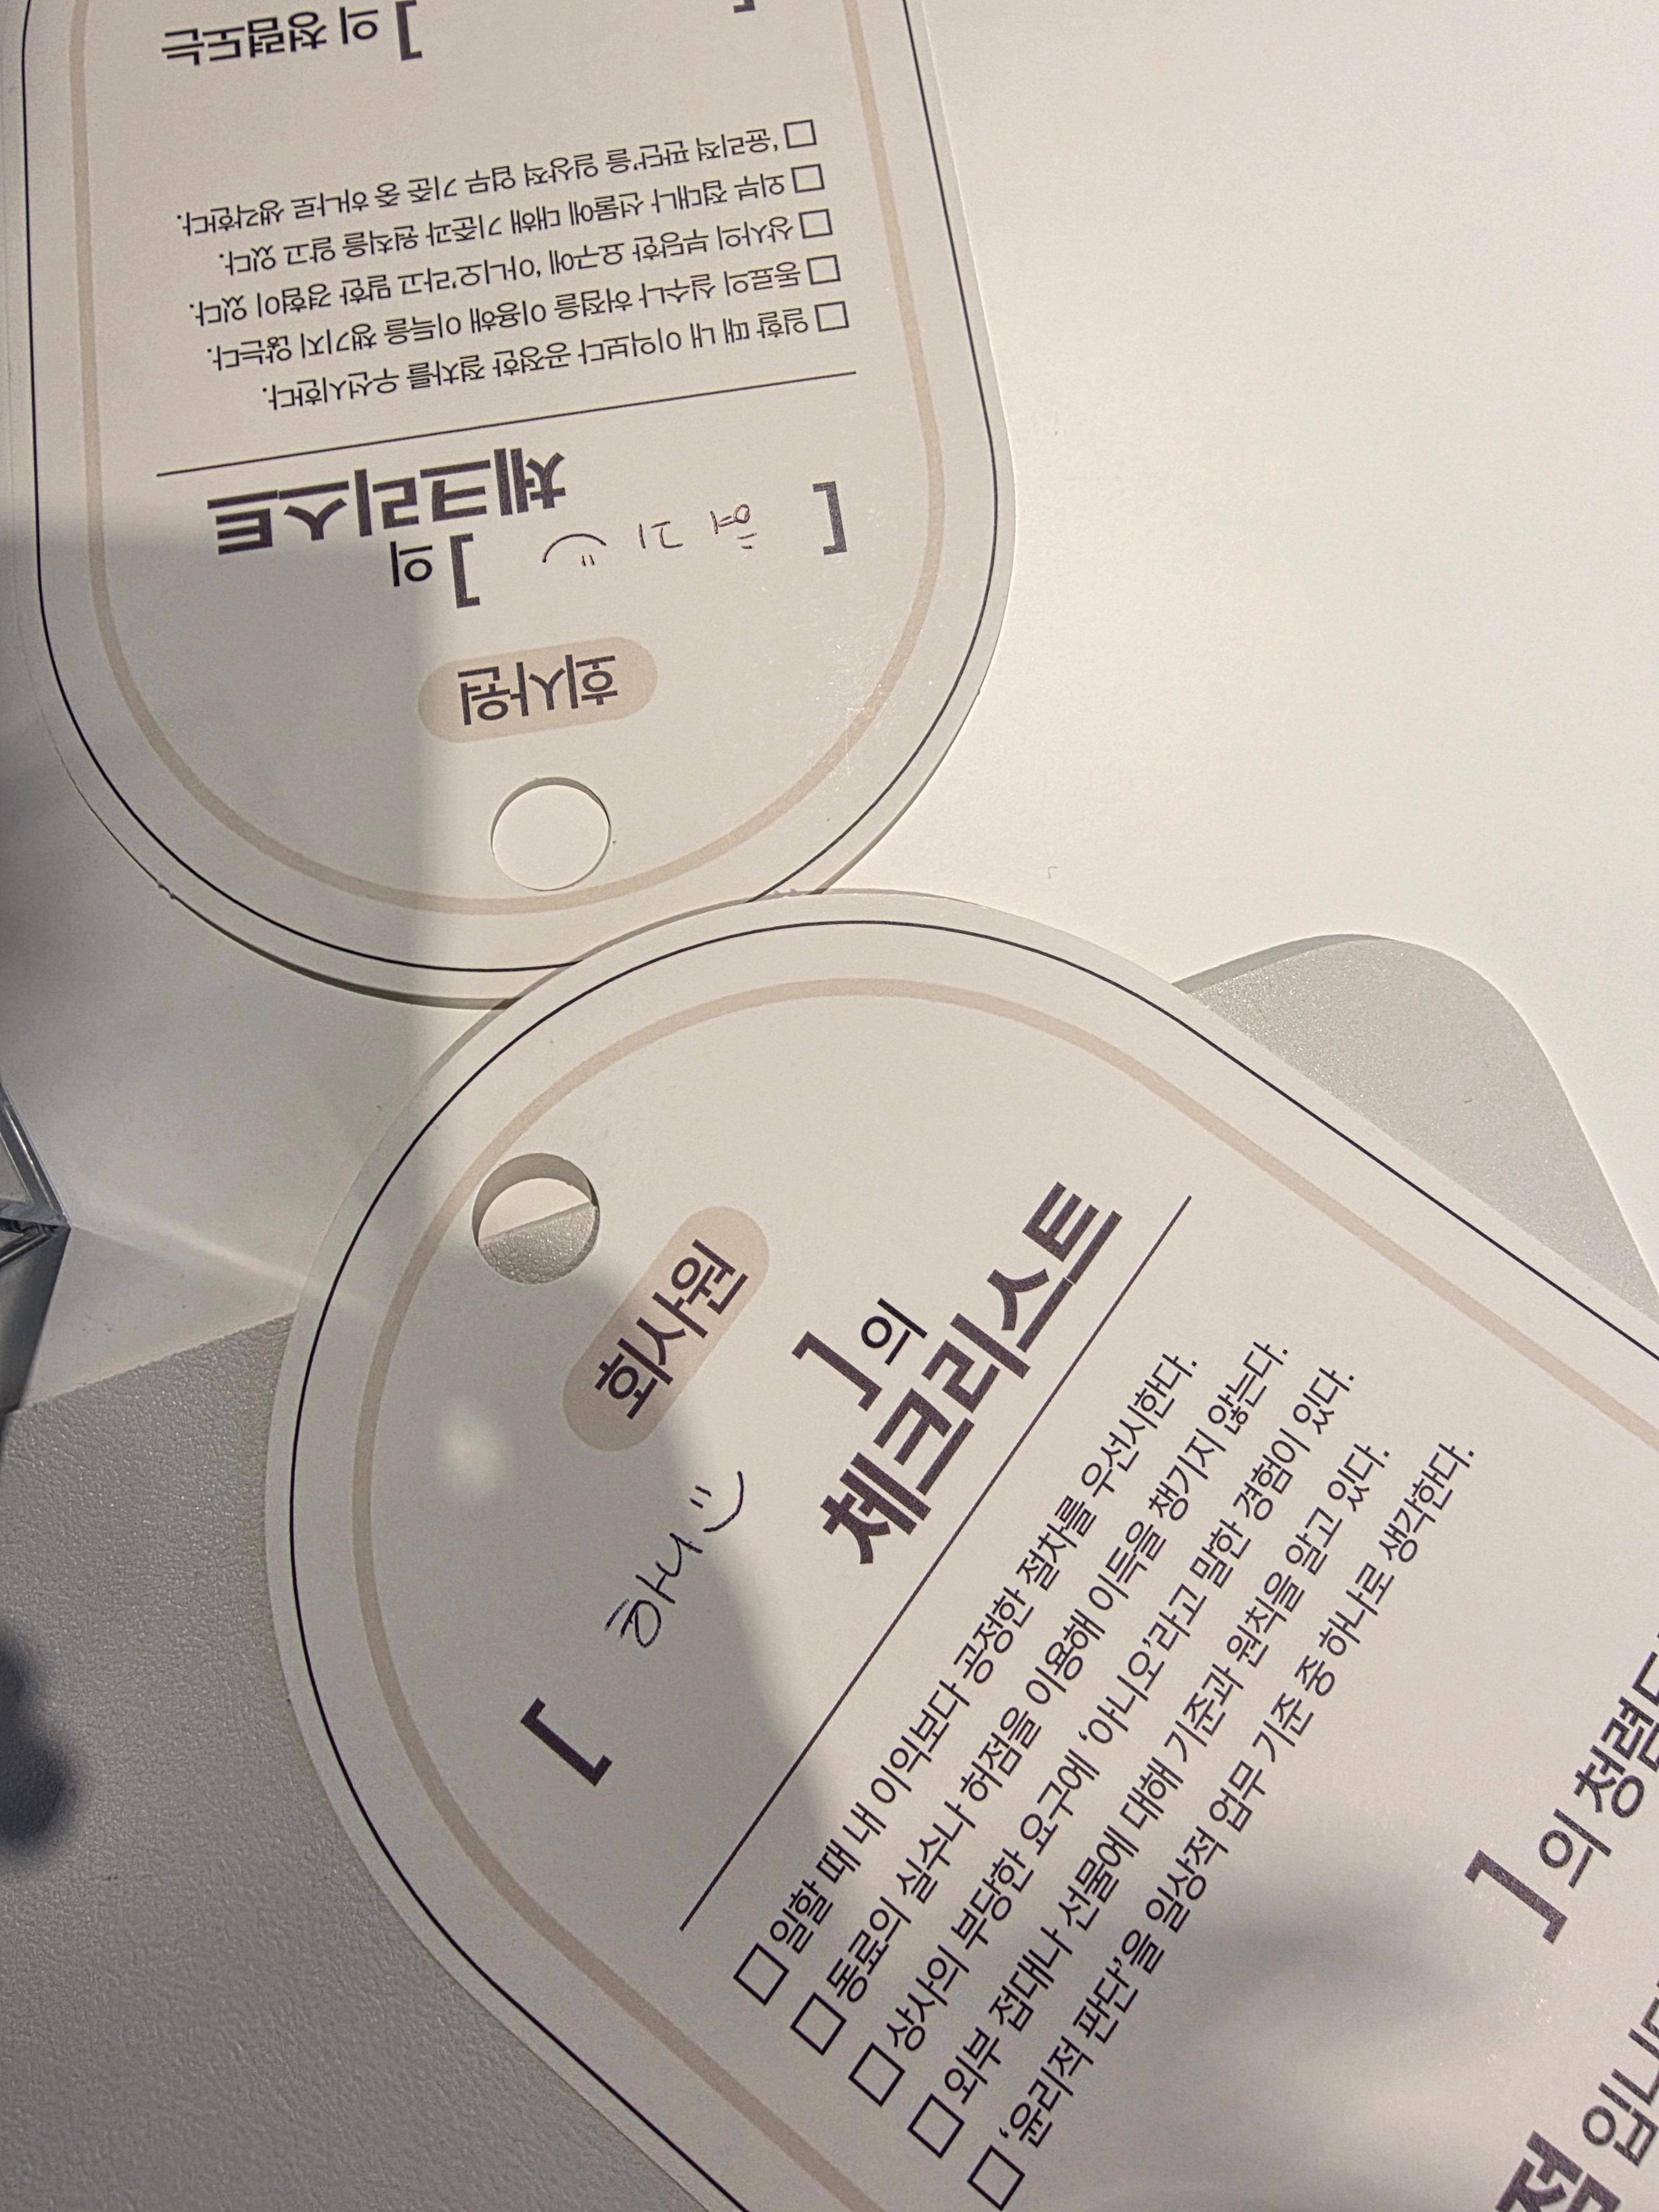 회사원
[ 혀긔 ] 의
체크리스트
일할 때 내 이익보다 공정한 절차를 우선시한다.
동료의 실수나 허점을 이용해 이득을 챙기지 않는다.
상사의 부당한 요구에 '아니오'라고 말한 경험이 있다.
외부 접대나 선물에 대해 기준과 원칙을 알고 있다.
'윤리적 판단'을 일상적 업무 기준 중 하나로 생각한다.
[ ] 의 청렴도는
회사원
[ 하니 ] 의
체크리스트
일할 때 내 이익보다 공정한 절차를 우선시한다.
동료의 실수나 허점을 이용해 이득을 챙기지 않는다.
상사의 부당한 요구에 '아니오'라고 말한 경험이 있다.
외부 접대나 선물에 대해 기준과 원칙을 알고 있다.
'윤리적 판단'을 일상적 업무 기준 중 하나로 생각한다.
] 의 청렴
점 입니